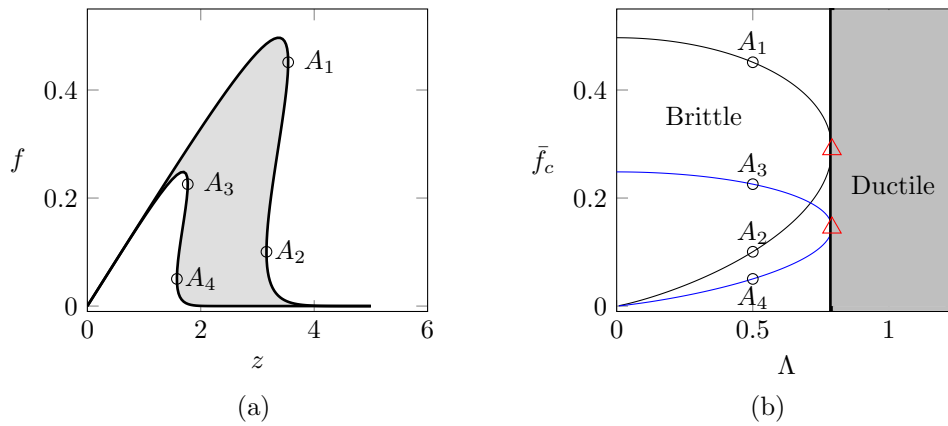 0.4
0.2
0
f
0
2
4
6
z
A₁
A₃
A₂
A₄
(a)
0.4
0.2
0
f̄_c
0
0.5
1
Λ
A₁
Brittle
A₃
Ductile
A₂
A₄
(b)